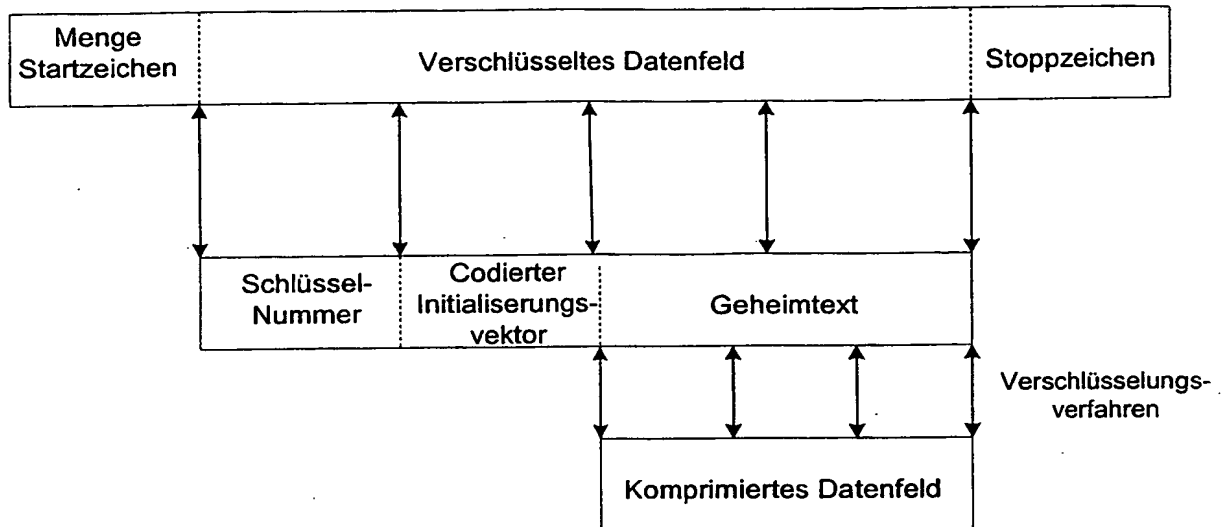 Menge
Startzeichen
Verschlüsseltes Datenfeld
Stoppzeichen
Schlüssel-
Nummer
Codierter
Initialiserungs-
vektor
Geheimtext
Verschlüsselungs-
verfahren
Komprimiertes Datenfeld